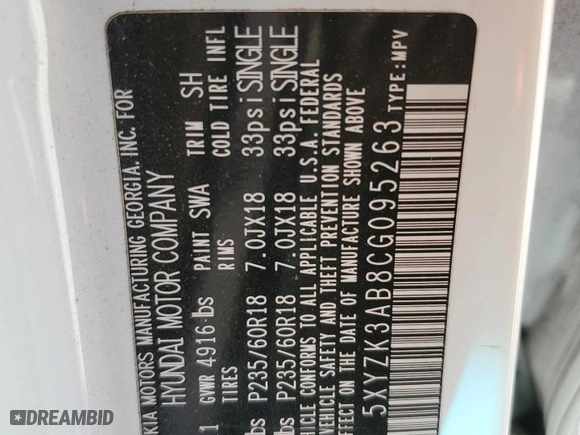 KIA MOTORS MANUFACTURING GEORGIA, INC. FOR
HYUNDAI MOTOR COMPANY
1 GVWR 4916 lbs PAINT SWA TRIM SH
TIRES RIMS COLD TIRE INFL
lbs P235/60R18 7.0JX18 33psi SINGLE
lbs P235/60R18 7.0JX18 33psi SINGLE
VEHICLE CONFORMS TO ALL APPLICABLE U.S.A. FEDERAL
VEHICLE SAFETY AND THEFT PREVENTION STANDARDS
EFFECT ON THE DATE OF MANUFACTURE SHOWN ABOVE
5XYZK3AB8CG095263 TYPE:MPV
DREAMBID